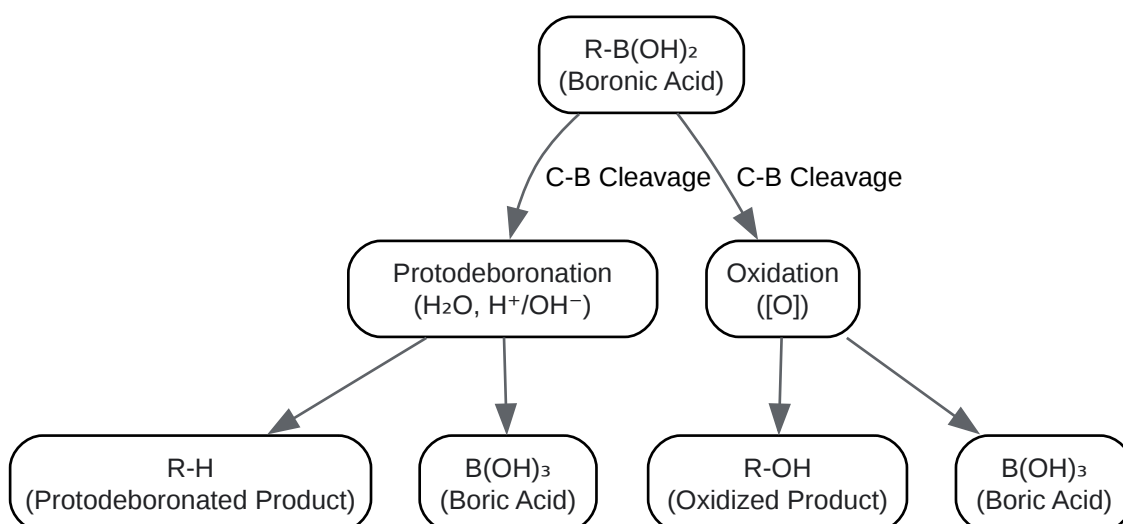 R-B(OH)₂
(Boronic Acid)
C-B Cleavage
C-B Cleavage
Protodeboronation
(H₂O, H⁺/OH⁻)
Oxidation
([O])
R-H
(Protodeboronated Product)
B(OH)₃
(Boric Acid)
R-OH
(Oxidized Product)
B(OH)₃
(Boric Acid)